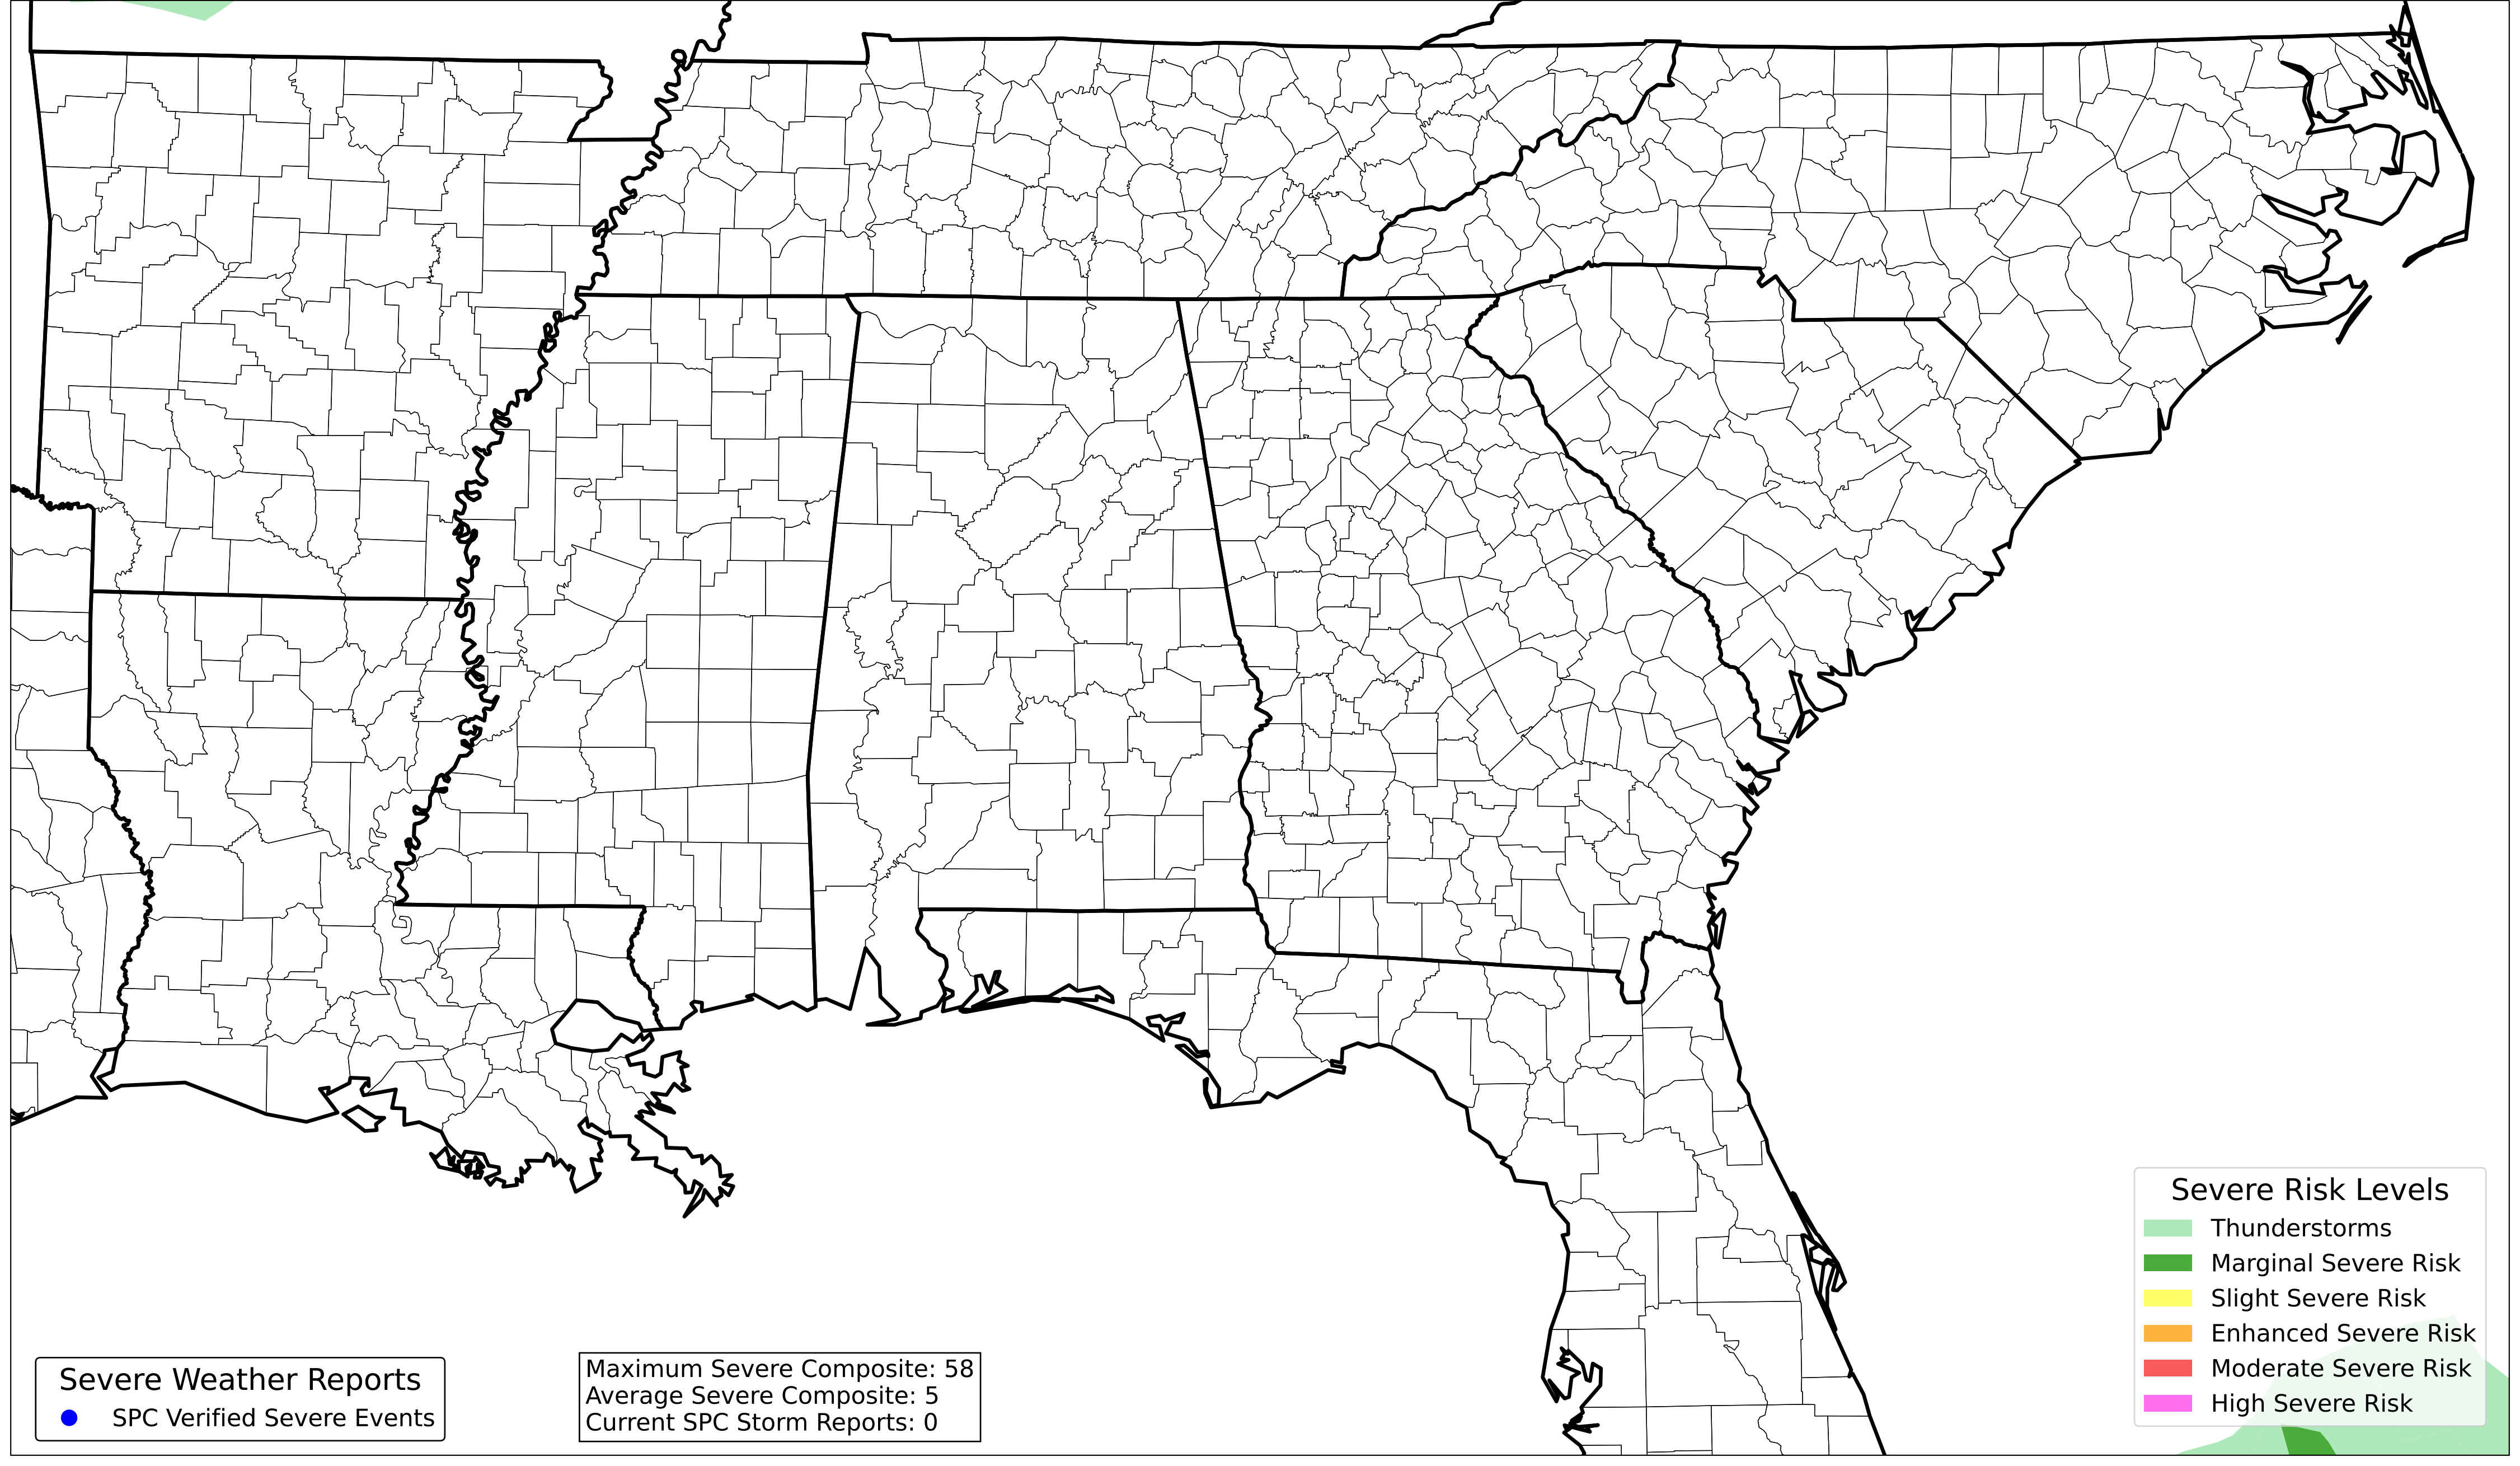 Severe Risk Levels
Thunderstorms
Marginal Severe Risk
Slight Severe Risk
Enhanced Severe Risk
Moderate Severe Risk
High Severe Risk
Severe Weather Reports
SPC Verified Severe Events
Maximum Severe Composite: 58
Average Severe Composite: 5
Current SPC Storm Reports: 0